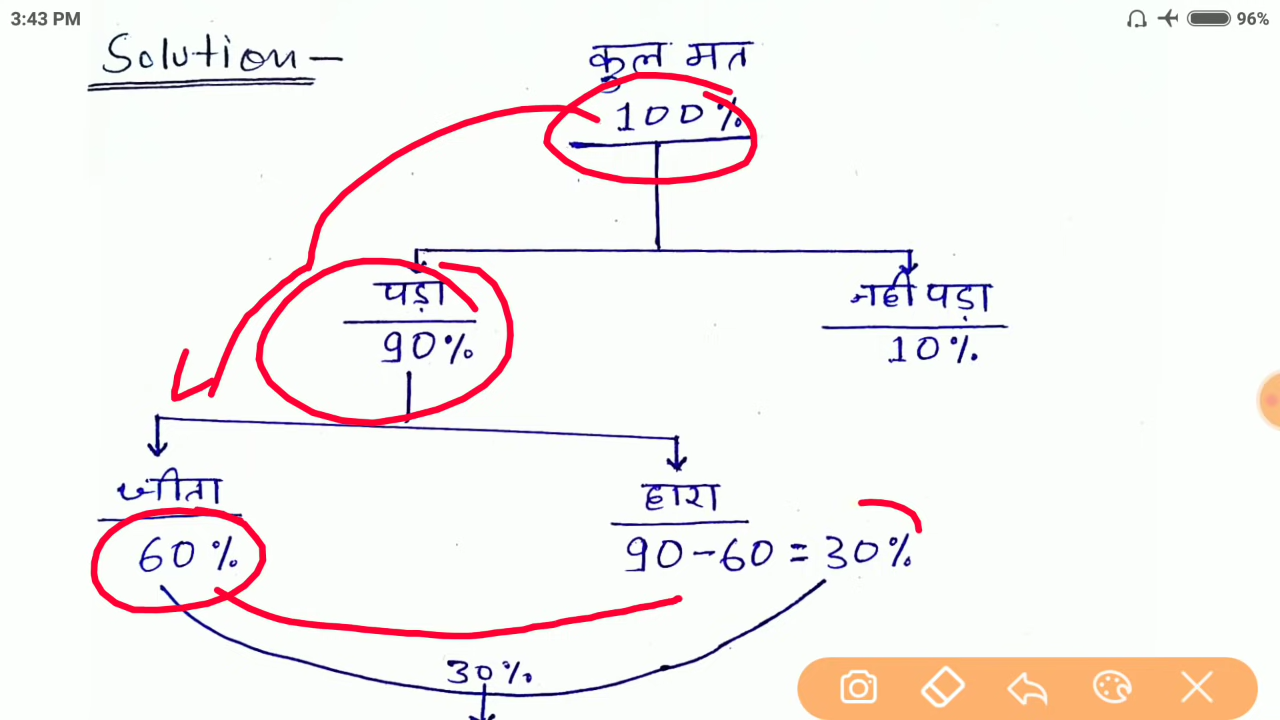 3:43 PM
96%
Solution-
कुल मत
100%
पड़ा
नही पड़ा
90%
10%
जीता
हारा
60%
90-60=30%
30%